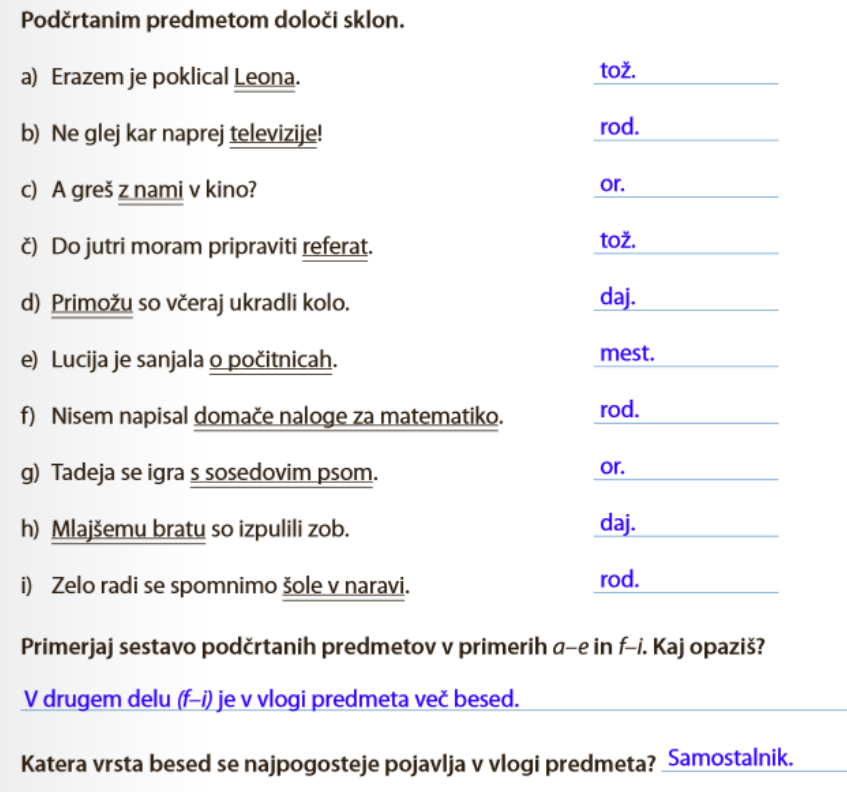 Podčrtanim predmetom določi sklon.
a) Erazem je poklical Leona. tož.
b) Ne glej kar naprej televizije! rod.
c) A greš z nami v kino? or.
č) Do jutri moram pripraviti referat. tož.
d) Primožu so včeraj ukradli kolo. daj.
e) Lucija je sanjala o počitnicah. mest.
f) Nisem napisal domače naloge za matematiko. rod.
g) Tadeja se igra s sosedovim psom. or.
h) Mlajšemu bratu so izpulili zob. daj.
i) Zelo radi se spomnimo šole v naravi. rod.
Primerjaj sestavo podčrtanih predmetov v primerih a–e in f–i. Kaj opaziš?
V drugem delu (f–i) je v vlogi predmeta več besed.
Katera vrsta besed se najpogosteje pojavlja v vlogi predmeta? Samostalnik.